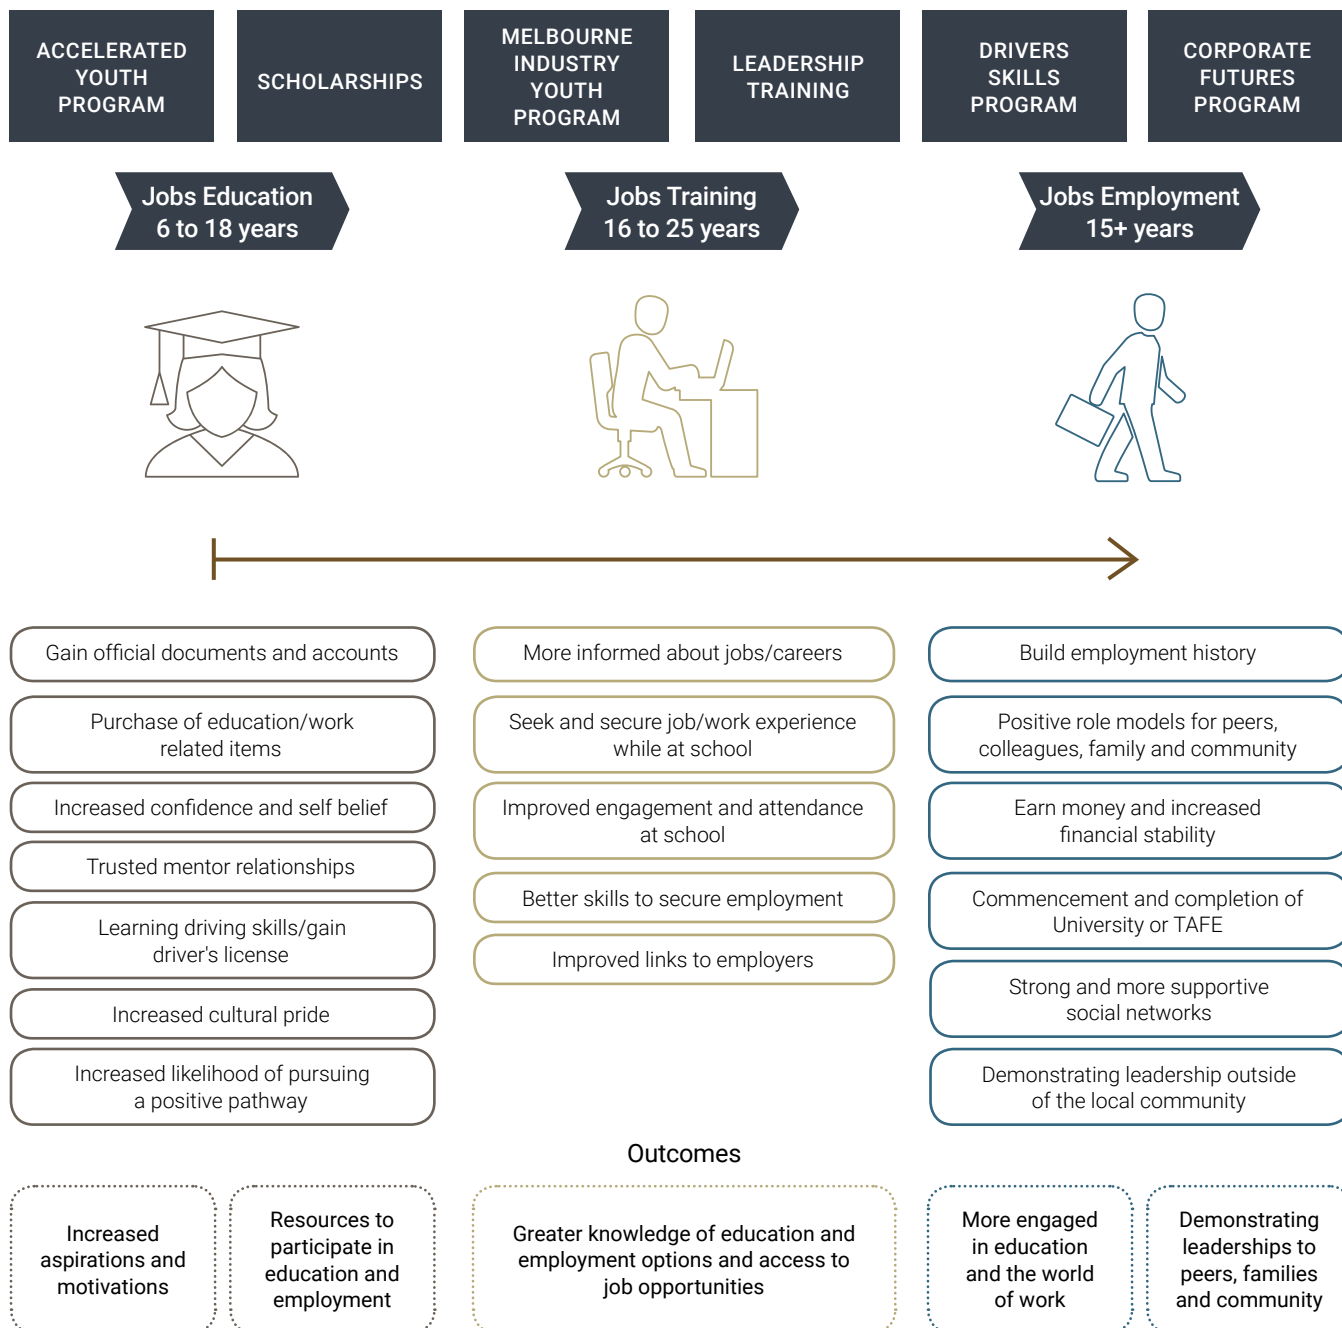 ACCELERATED
YOUTH
PROGRAM
SCHOLARSHIPS
MELBOURNE
INDUSTRY
YOUTH
PROGRAM
LEADERSHIP
TRAINING
DRIVERS
SKILLS
PROGRAM
CORPORATE
FUTURES
PROGRAM
Jobs Education
6 to 18 years
Jobs Training
16 to 25 years
Jobs Employment
15+ years
Gain official documents and accounts
Purchase of education/work
related items
Increased confidence and self belief
Trusted mentor relationships
Learning driving skills/gain
driver's license
Increased cultural pride
Increased likelihood of pursuing
a positive pathway
More informed about jobs/careers
Seek and secure job/work experience
while at school
Improved engagement and attendance
at school
Better skills to secure employment
Improved links to employers
Build employment history
Positive role models for peers,
colleagues, family and community
Earn money and increased
financial stability
Commencement and completion of
University or TAFE
Strong and more supportive
social networks
Demonstrating leadership outside
of the local community
Outcomes
Increased
aspirations and
motivations
Resources to
participate in
education and
employment
Greater knowledge of education and
employment options and access to
job opportunities
More engaged
in education
and the world
of work
Demonstrating
leaderships to
peers, families
and community